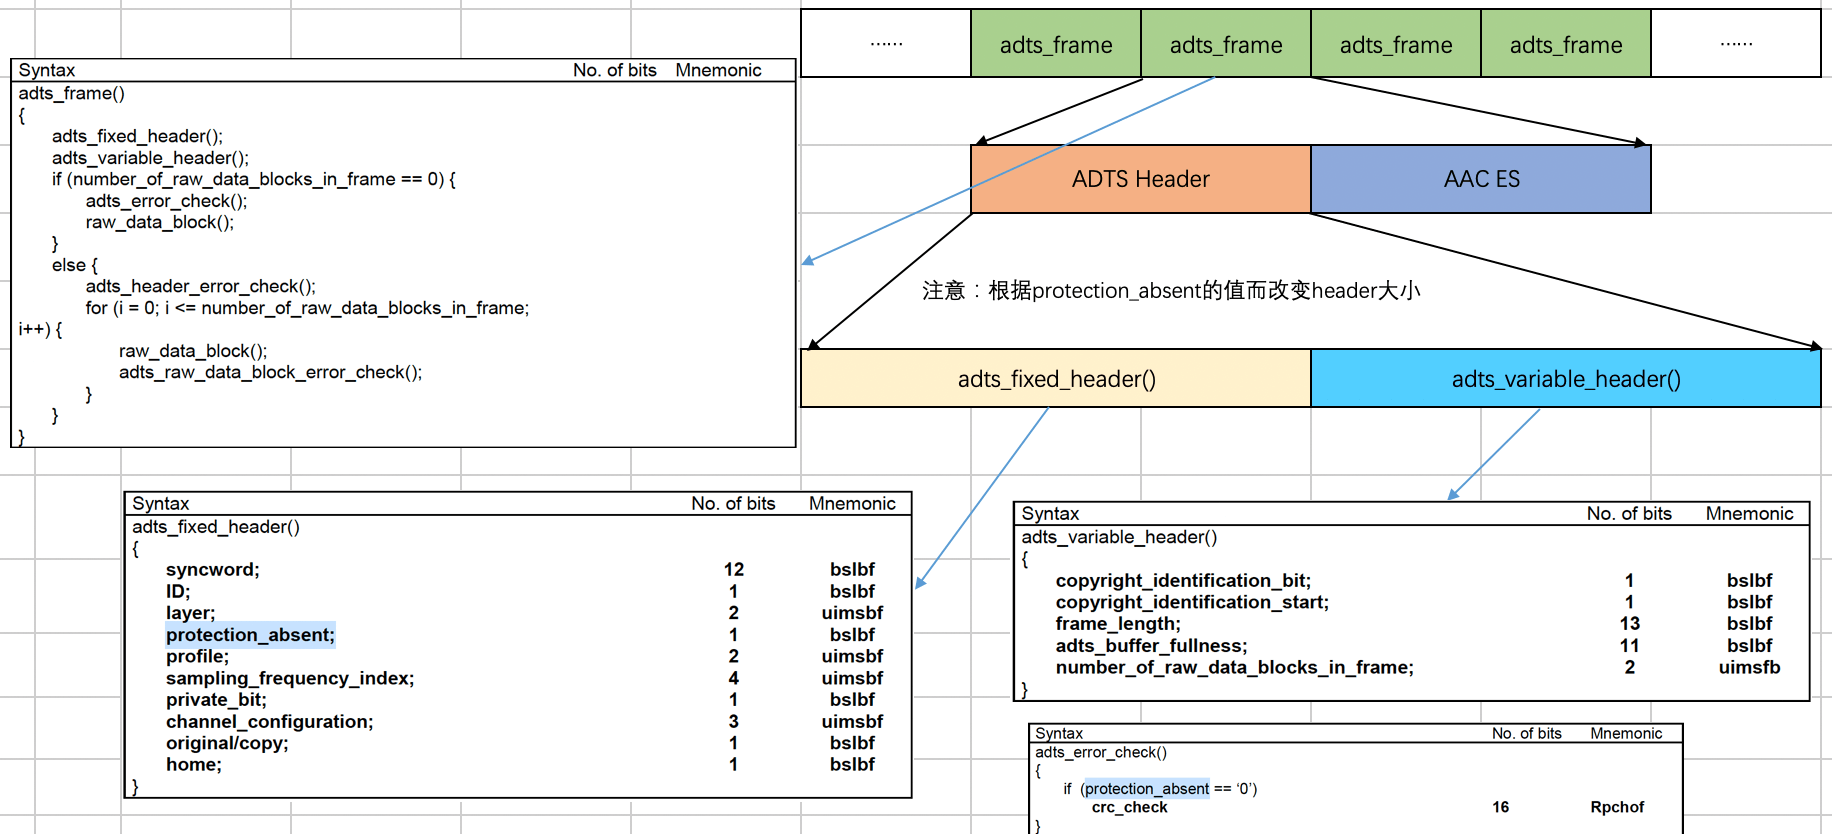 …… adts_frame adts_frame adts_frame adts_frame ……
ADTS Header AAC ES
注意：根据protection_absent的值而改变header大小
adts_fixed_header() adts_variable_header()
Syntax No. of bits Mnemonic
adts_frame()
{
adts_fixed_header();
adts_variable_header();
if (number_of_raw_data_blocks_in_frame == 0) {
adts_error_check();
raw_data_block();
}
else {
adts_header_error_check();
for (i = 0; i <= number_of_raw_data_blocks_in_frame;
i++) {
raw_data_block();
adts_raw_data_block_error_check();
}
}
}
Syntax No. of bits Mnemonic
adts_fixed_header()
{
syncword; 12 bslbf
ID; 1 bslbf
layer; 2 uimsbf
protection_absent; 1 bslbf
profile; 2 uimsbf
sampling_frequency_index; 4 uimsbf
private_bit; 1 bslbf
channel_configuration; 3 uimsbf
original/copy; 1 bslbf
home; 1 bslbf
}
Syntax No. of bits Mnemonic
adts_variable_header()
{
copyright_identification_bit; 1 bslbf
copyright_identification_start; 1 bslbf
frame_length; 13 bslbf
adts_buffer_fullness; 11 bslbf
number_of_raw_data_blocks_in_frame; 2 uimsfb
}
Syntax No. of bits Mnemonic
adts_error_check()
{
if (protection_absent == ‘0’)
crc_check 16 Rpchof
}